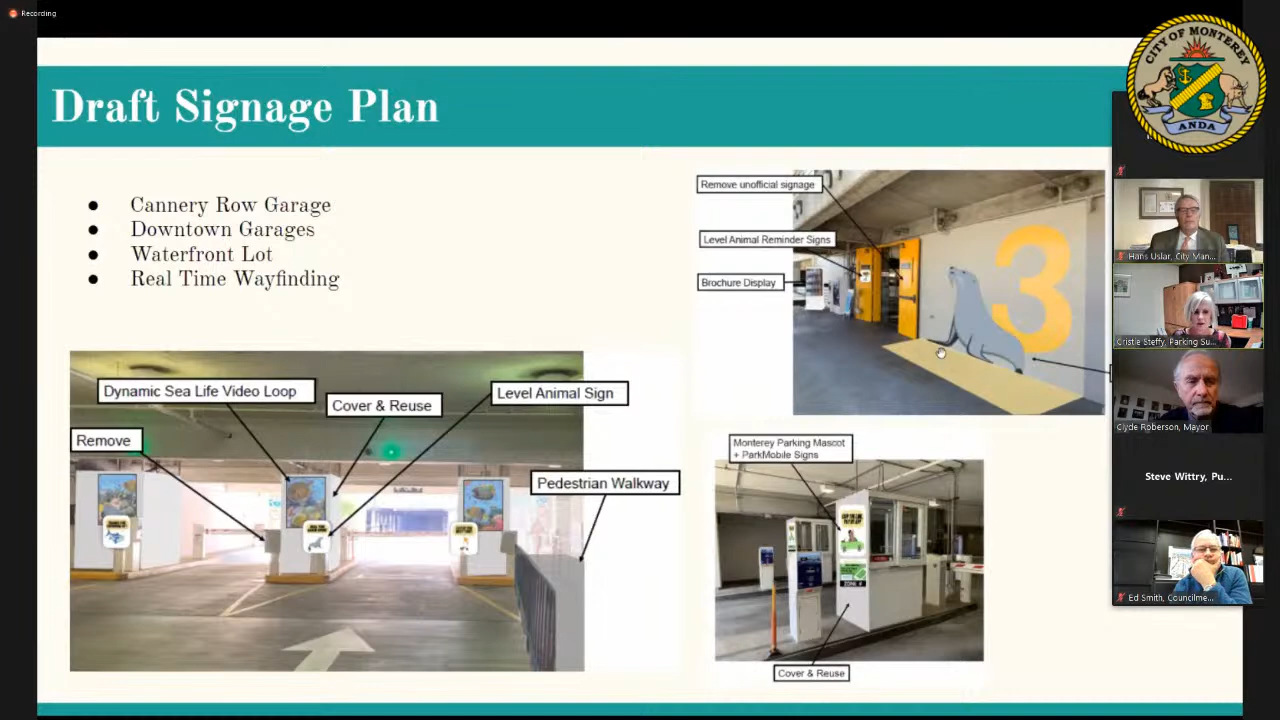 Recording
CITY OF MONTEREY
ANDA
Draft Signage Plan
● Cannery Row Garage
● Downtown Garages
● Waterfront Lot
● Real Time Wayfinding
Remove unofficial signage
Level Animal Reminder Signs
Brochure Display
3
Dynamic Sea Life Video Loop
Cover & Reuse
Level Animal Sign
Remove
Pedestrian Walkway
Monterey Parking Mascot
+ ParkMobile Signs
ZONE #
Cover & Reuse
Hans Uslar, City Man...
Cristie Steffy, Parking Su...
Clyde Roberson, Mayor
Steve Wittry, Pu...
Ed Smith, Councilme...